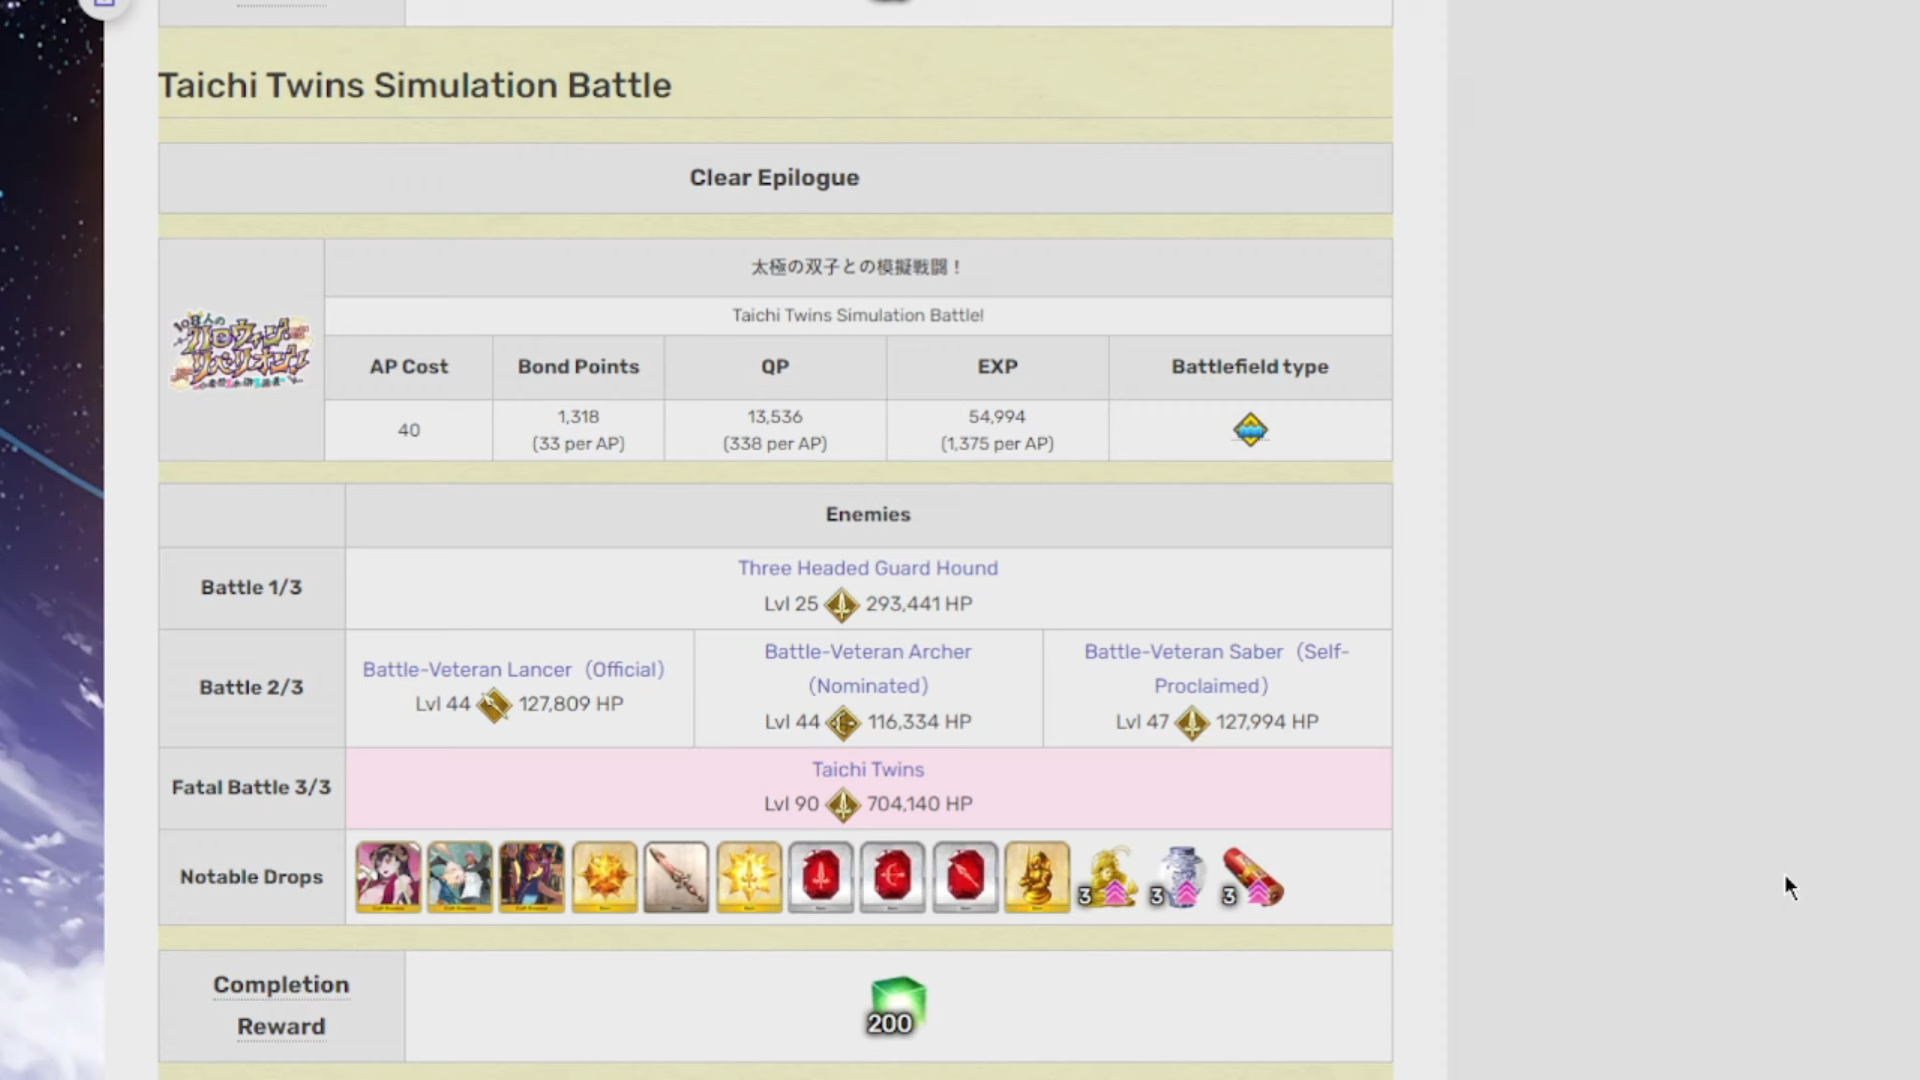 Taichi Twins Simulation Battle
Clear Epilogue
太極の双子との模擬戦闘！
Taichi Twins Simulation Battle!
AP Cost
Bond Points
QP
EXP
Battlefield type
40
1,318
(33 per AP)
13,536
(338 per AP)
54,994
(1,375 per AP)
Enemies
Battle 1/3
Three Headed Guard Hound
Lvl 25 293,441 HP
Battle 2/3
Battle-Veteran Lancer（Official）
Lvl 44 127,809 HP
Battle-Veteran Archer
(Nominated)
Lvl 44 116,334 HP
Battle-Veteran Saber（Self-
Proclaimed）
Lvl 47 127,994 HP
Fatal Battle 3/3
Taichi Twins
Lvl 90 704,140 HP
Notable Drops
3
3
3
Completion
Reward
200